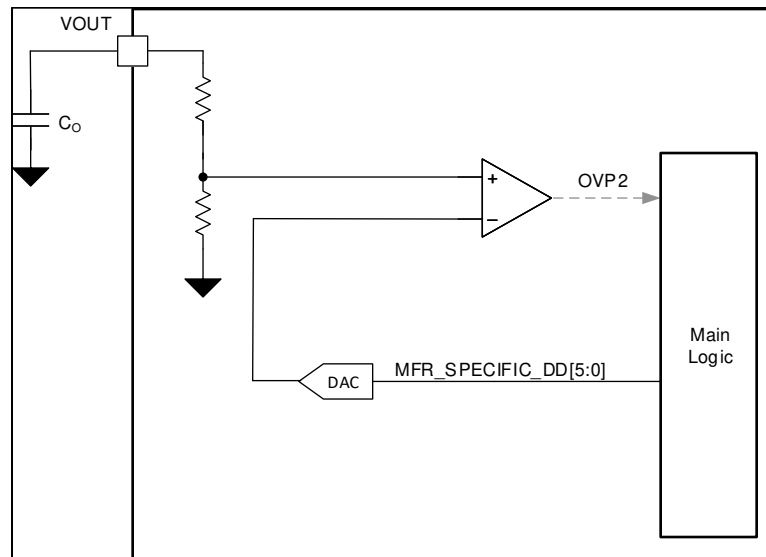 VOUT
Co
+
OVP2
−
Main
Logic
MFR_SPECIFIC_DD[5:0]
DAC